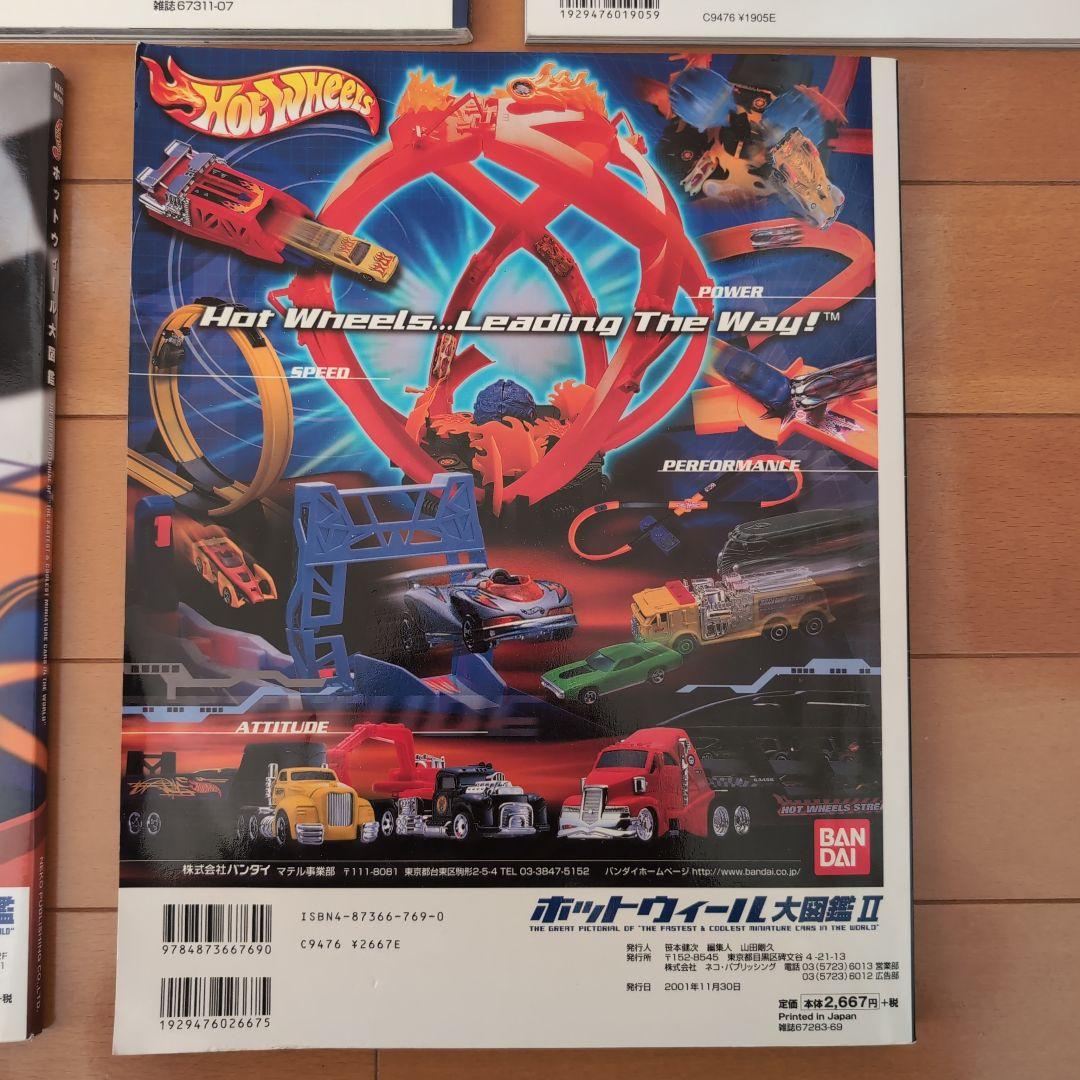 雑誌67311-07
1929476019059
C9476 ¥1905E
ホットウィール大図鑑
NEKO PUBLISHING CO.,LTD.
HOT WHEELS
POWER
Hot Wheels...Leading The Way!™
SPEED
PERFORMANCE
1
ATTITUDE
HOT WHEELS STREA
BAN
DAI
株式会社バンダイ マテル事業部 〒111-8081 東京都台東区駒形2-5-4 TEL 03-3847-5152 バンダイホームページ http://www.bandai.co.jp/
9784873667690
ISBN4-87366-769-0
C9476 ¥2667E
1929476026675
ホットウィール大図鑑 II
THE GREAT PICTORIAL OF "THE FASTEST & COOLEST MINIATURE CARS IN THE WORLD"
発行人 笹本健次 編集人 山田剛久
発行所 〒152-8545 東京都目黒区碑文谷 4-21-13
株式会社 ネコ・パブリッシング 電話 03(5723)6013 営業部
03(5723)6012 広告部
発行日 2001年11月30日
定価 本体2,667円+税
Printed in Japan
雑誌67283-69